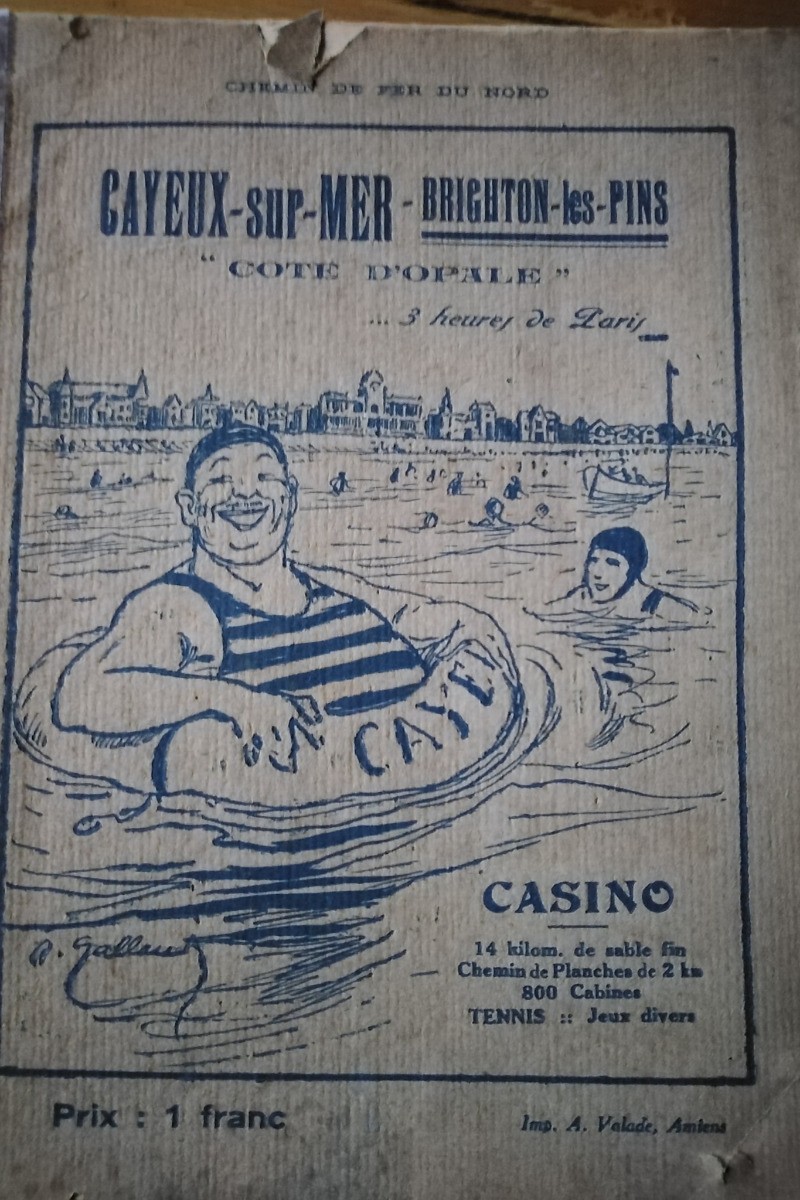 CHEMIN DE FER DU NORD
CAYEUX-sur-MER - BRIGHTON-les-PINS
“ COTE D'OPALE ”
... 3 heures de Paris
CAYE
CASINO
14 kilom. de sable fin
Chemin de Planches de 2 km
800 Cabines
TENNIS :: Jeux divers
Prix : 1 franc
Imp. A. Valade, Amiens